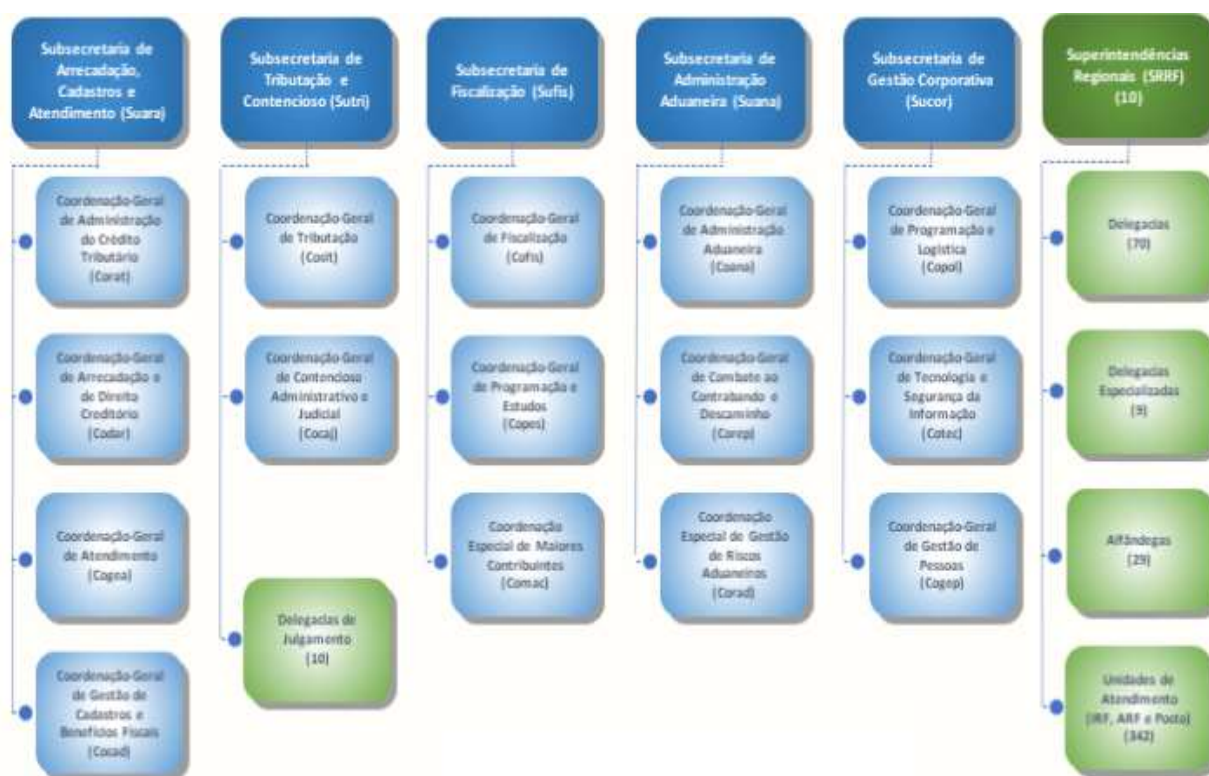 Subsecretaria de
Arrecadação,
Cadastros e
Atendimento (Suara)
Coordenação-Geral
de Administração
do Crédito
Tributário
(Corat)
Coordenação-Geral
de Arrecadação e
de Direito
Creditório
(Codar)
Coordenação-Geral
de Atendimento
(Cogea)
Coordenação-Geral
de Gestão de
Cadastros e
Benefícios Fiscais
(Cocad)
Subsecretaria de
Tributação e
Contencioso (Sutri)
Coordenação-Geral
de Tributação
(Cosit)
Coordenação-Geral
de Contencioso
Administrativo e
Judicial
(Cocaj)
Delegacias de
Julgamento
(10)
Subsecretaria de
Fiscalização (Sufis)
Coordenação-Geral
de Fiscalização
(Cofis)
Coordenação-Geral
de Programação e
Estudos
(Copes)
Coordenação
Especial de Maiores
Contribuintes
(Comac)
Subsecretaria de
Administração
Aduaneira (Suana)
Coordenação-Geral
de Administração
Aduaneira
(Coana)
Coordenação-Geral
de Combate ao
Contrabando e
Descaminho
(Corep)
Coordenação
Especial de Gestão
de Riscos
Aduaneiros
(Corad)
Subsecretaria de
Gestão Corporativa
(Sucor)
Coordenação-Geral
de Programação e
Logística
(Copol)
Coordenação-Geral
de Tecnologia e
Segurança da
Informação
(Cotec)
Coordenação-Geral
de Gestão de
Pessoas
(Cogep)
Superintendências
Regionais (SRRF)
(10)
Delegacias
(70)
Delegacias
Especializadas
(9)
Alfândegas
(29)
Unidades de
Atendimento
(IRF, ARF e Posto)
(342)